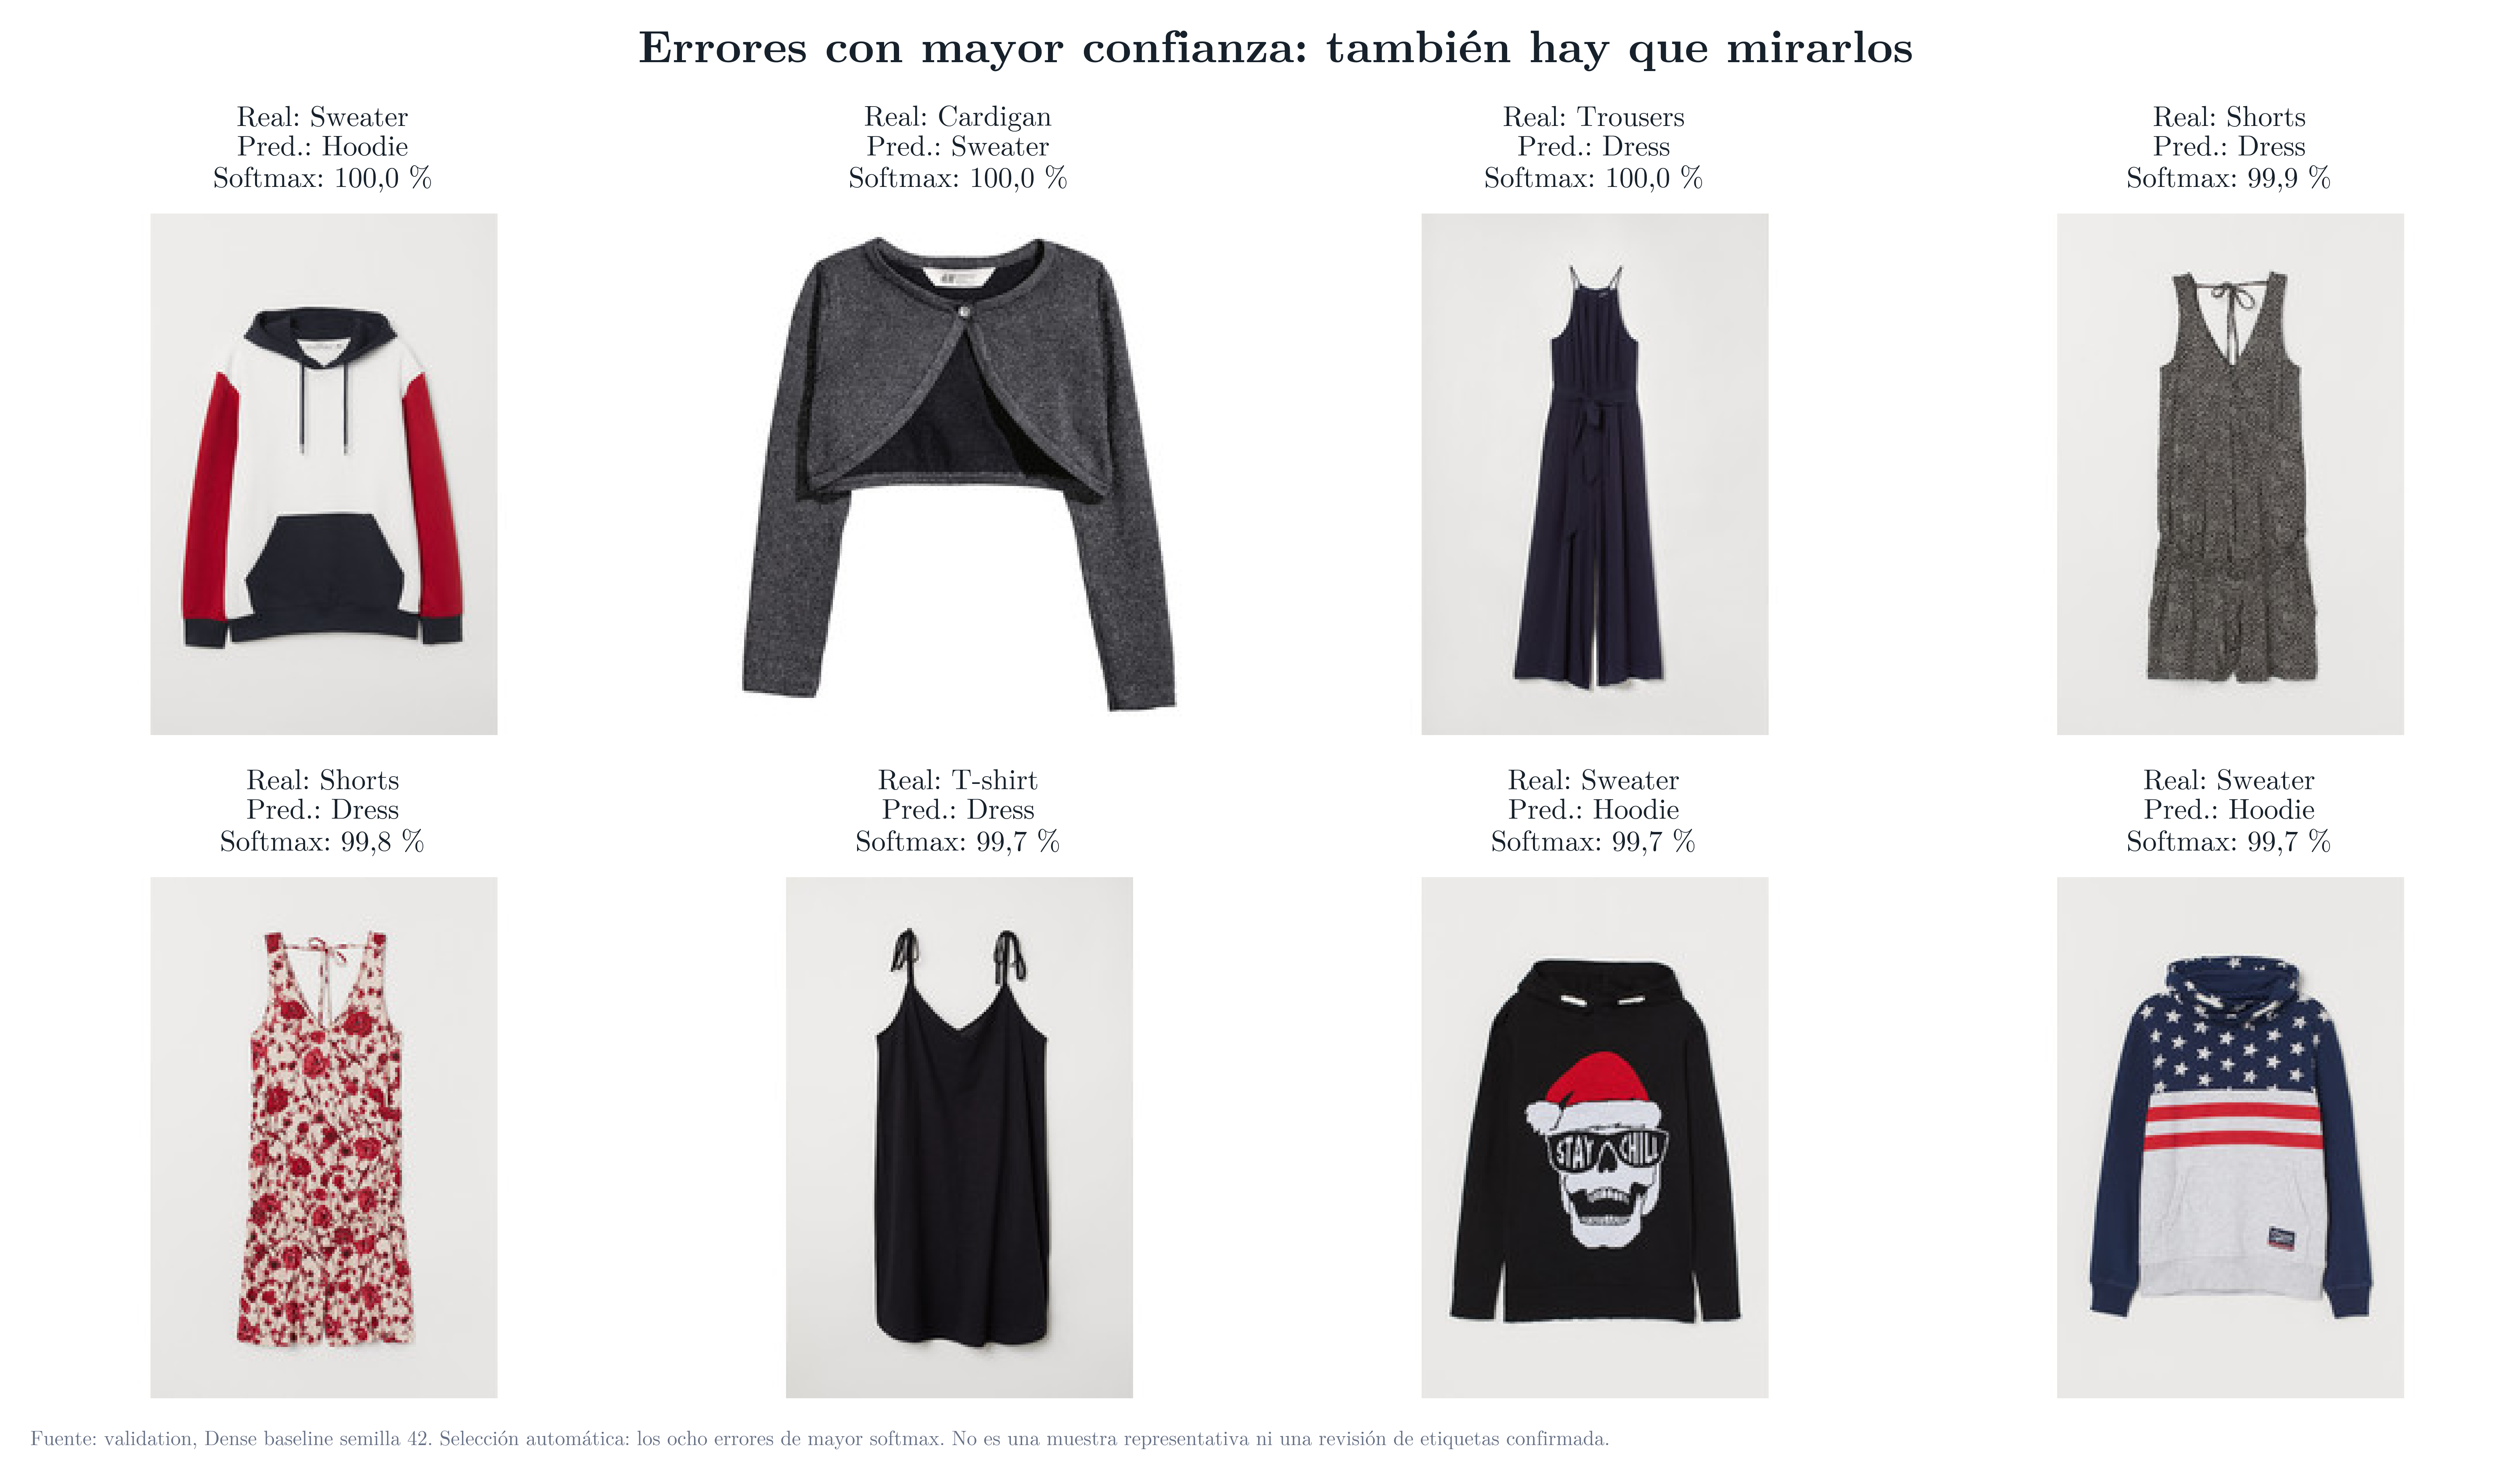 Errores con mayor confianza: también hay que mirarlos
Real: Sweater
Pred.: Hoodie
Softmax: 100,0 %
Real: Cardigan
Pred.: Sweater
Softmax: 100,0 %
Real: Trousers
Pred.: Dress
Softmax: 100,0 %
Real: Shorts
Pred.: Dress
Softmax: 99,9 %
Real: Shorts
Pred.: Dress
Softmax: 99,8 %
Real: T-shirt
Pred.: Dress
Softmax: 99,7 %
Real: Sweater
Pred.: Hoodie
Softmax: 99,7 %
STAY CHILL
Real: Sweater
Pred.: Hoodie
Softmax: 99,7 %
Fuente: validation, Dense baseline semilla 42. Selección automática: los ocho errores de mayor softmax. No es una muestra representativa ni una revisión de etiquetas confirmada.